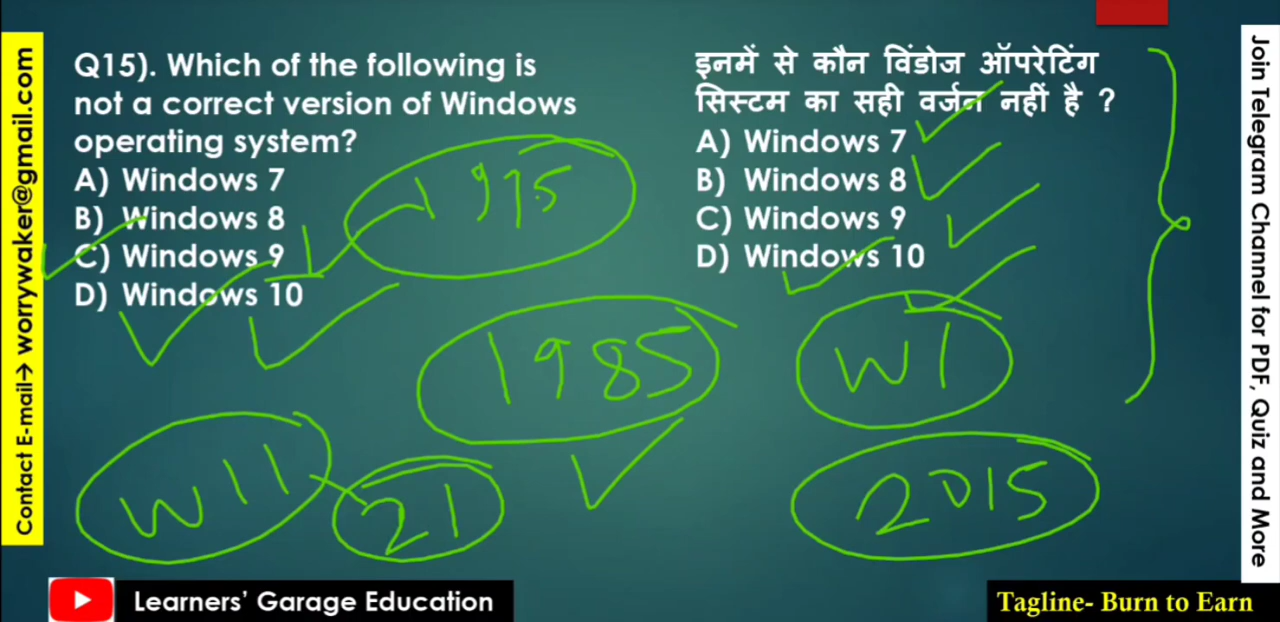 Contact E-mail→ worrywaker@gmail.com
Q15). Which of the following is
not a correct version of Windows
operating system?
A) Windows 7
B) Windows 8
C) Windows 9
D) Windows 10
इनमें से कौन विंडोज ऑपरेटिंग
सिस्टम का सही वर्जन नहीं है ?
A) Windows 7
B) Windows 8
C) Windows 9
D) Windows 10
1975
1985
W1
W11
21
2015
Join Telegram Channel for PDF, Quiz and More
Learners’ Garage Education
Tagline- Burn to Earn